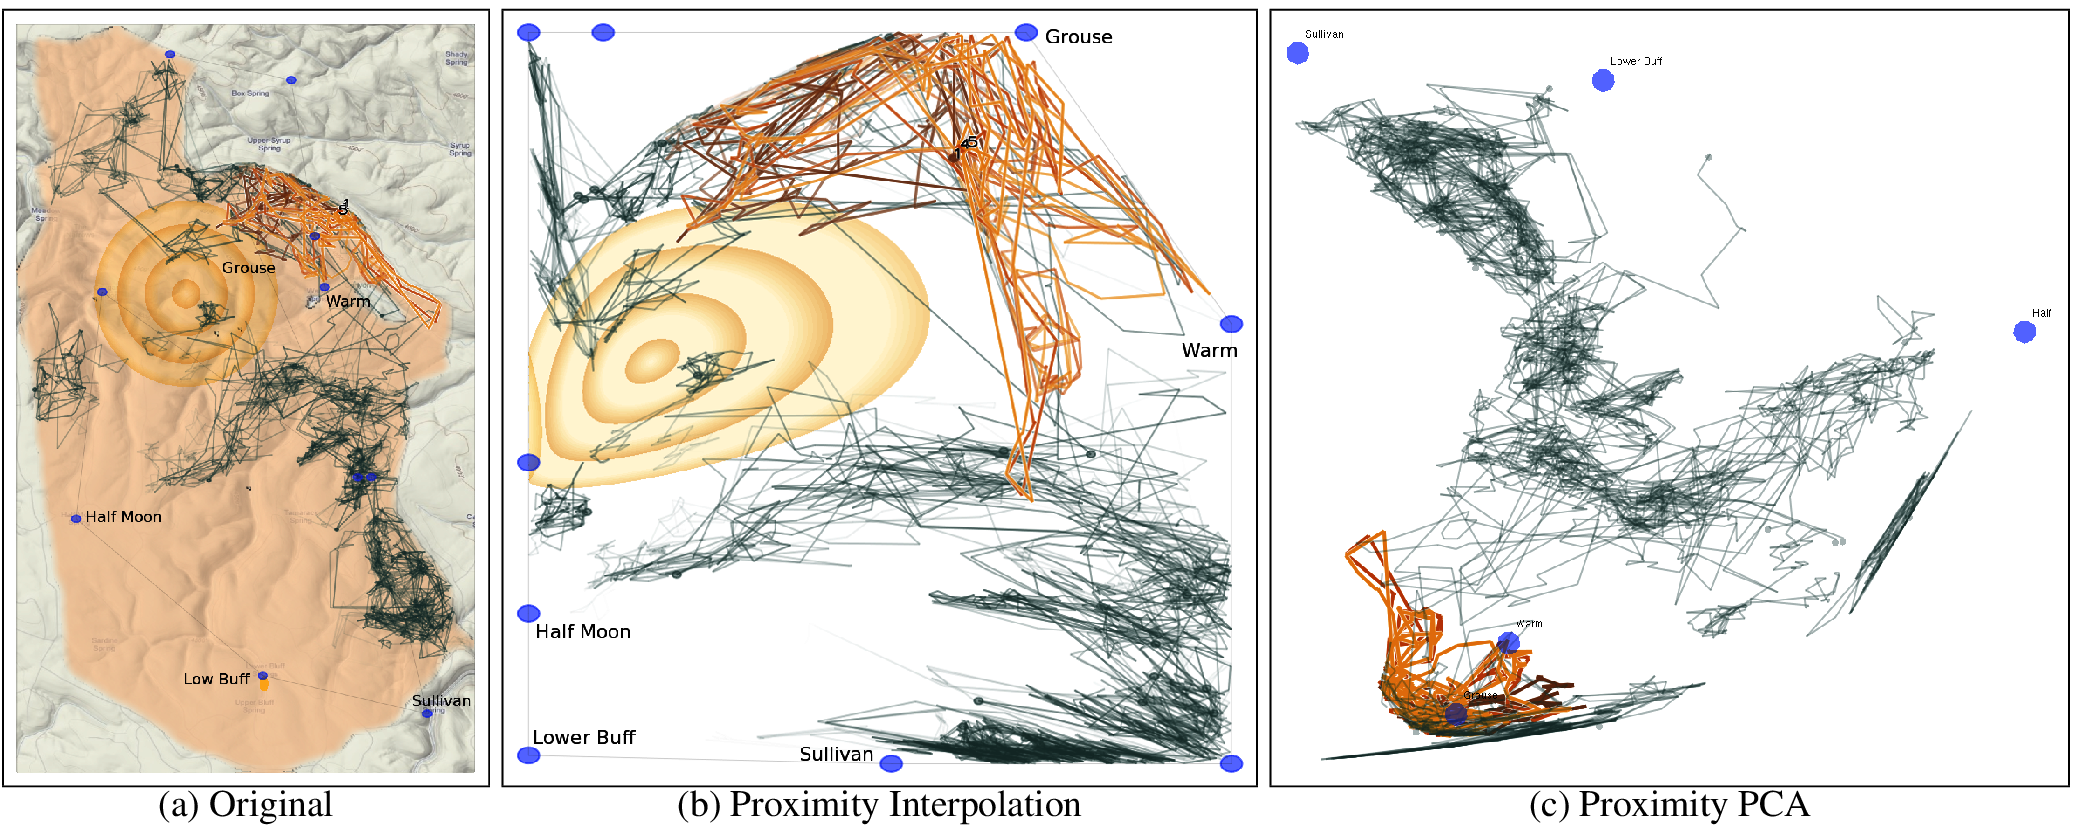 Shady
Spring
Box Spring
Upper Syrup
Spring
Syrup
Spring
Grouse
Warm
Half Moon
Low Buff
Sullivan
Grouse
Warm
Half Moon
Lower Buff
Sullivan
Sullivan
Lower Buff
Half
Warm
Grouse
(a) Original
(b) Proximity Interpolation
(c) Proximity PCA